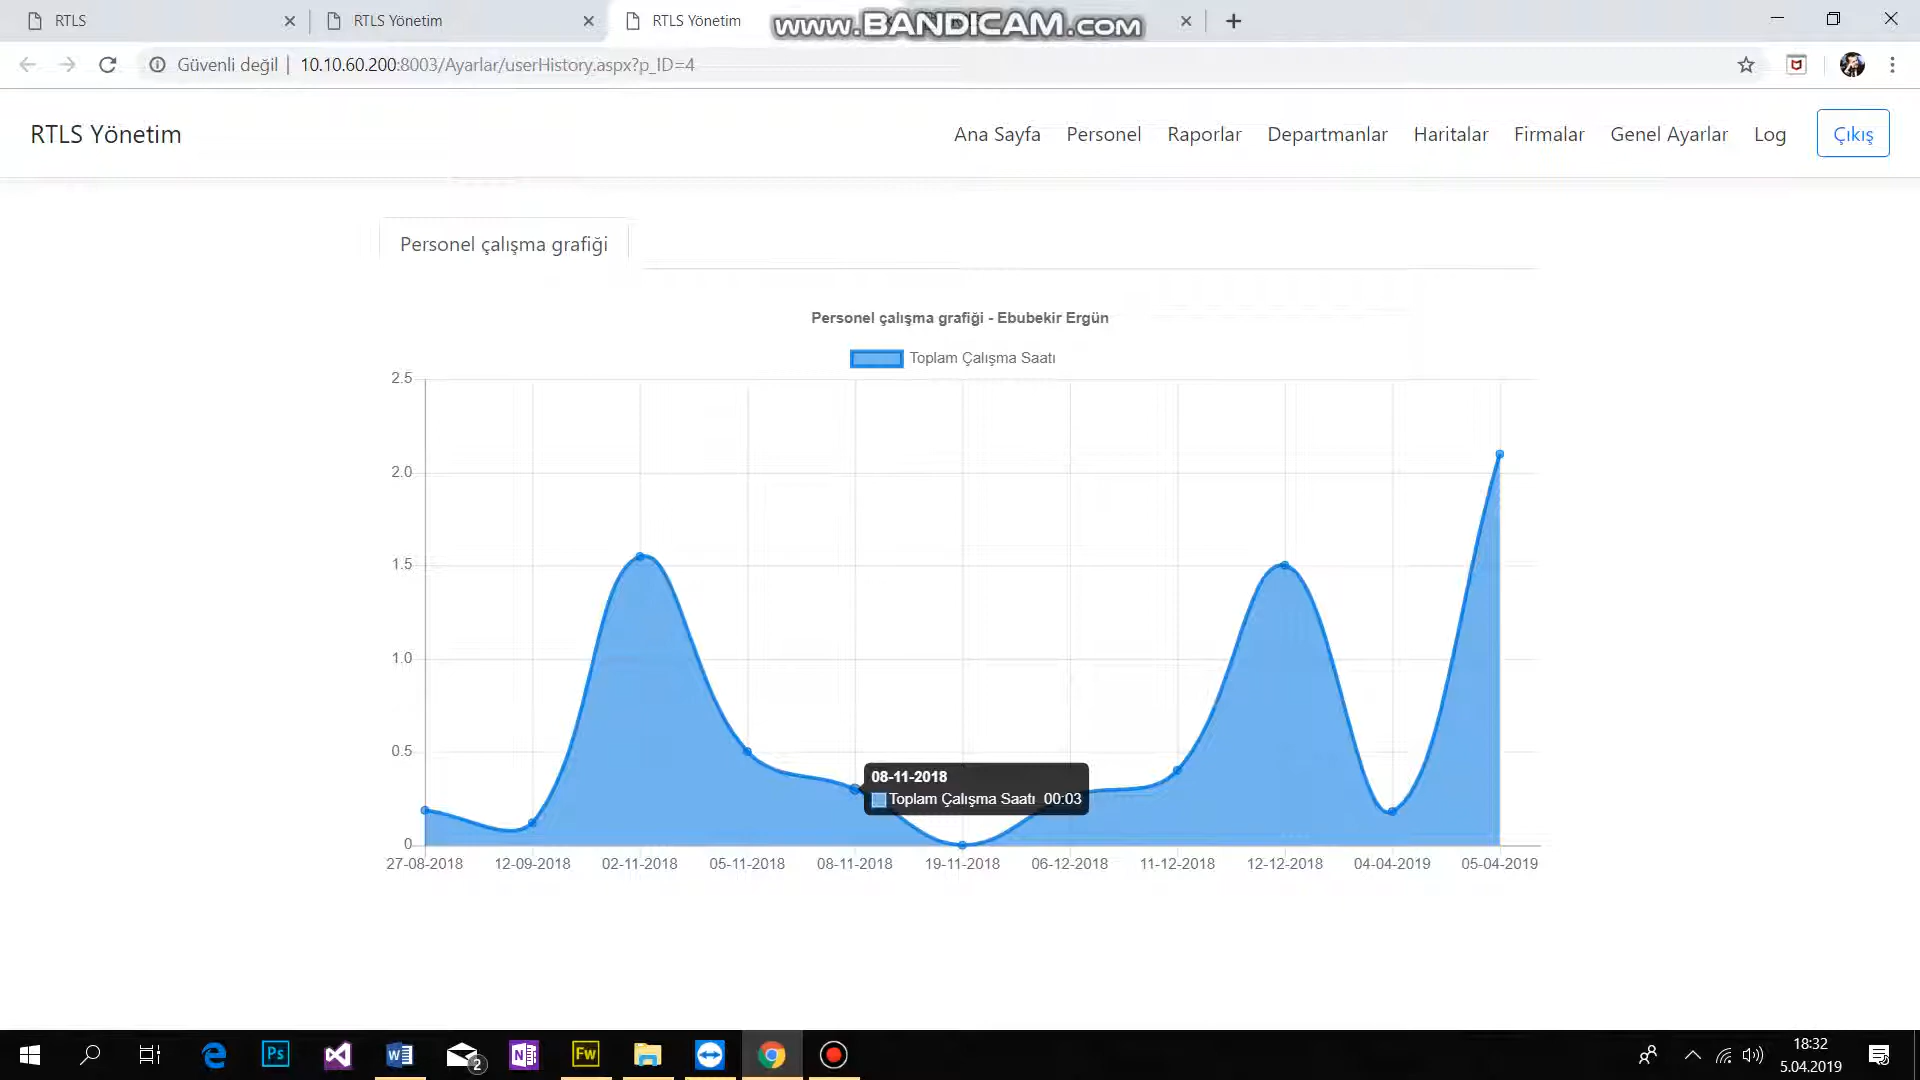 RTLS
RTLS Yönetim
RTLS Yönetim
www.BANDICAM.com
Güvenli değil | 10.10.60.200:8003/Ayarlar/userHistory.aspx?p_ID=4
RTLS Yönetim
Ana Sayfa Personel Raporlar Departmanlar Haritalar Firmalar Genel Ayarlar Log Çıkış
Personel çalışma grafiği
Personel çalışma grafiği - Ebubekir Ergün
Toplam Çalışma Saatı
2.5
2.0
1.5
1.0
0.5
0
08-11-2018
Toplam Çalışma Saatı 00:03
27-08-2018 12-09-2018 02-11-2018 05-11-2018 08-11-2018 19-11-2018 06-12-2018 11-12-2018 12-12-2018 04-04-2019 05-04-2019
Ps
2
N
Fw
18:32
5.04.2019